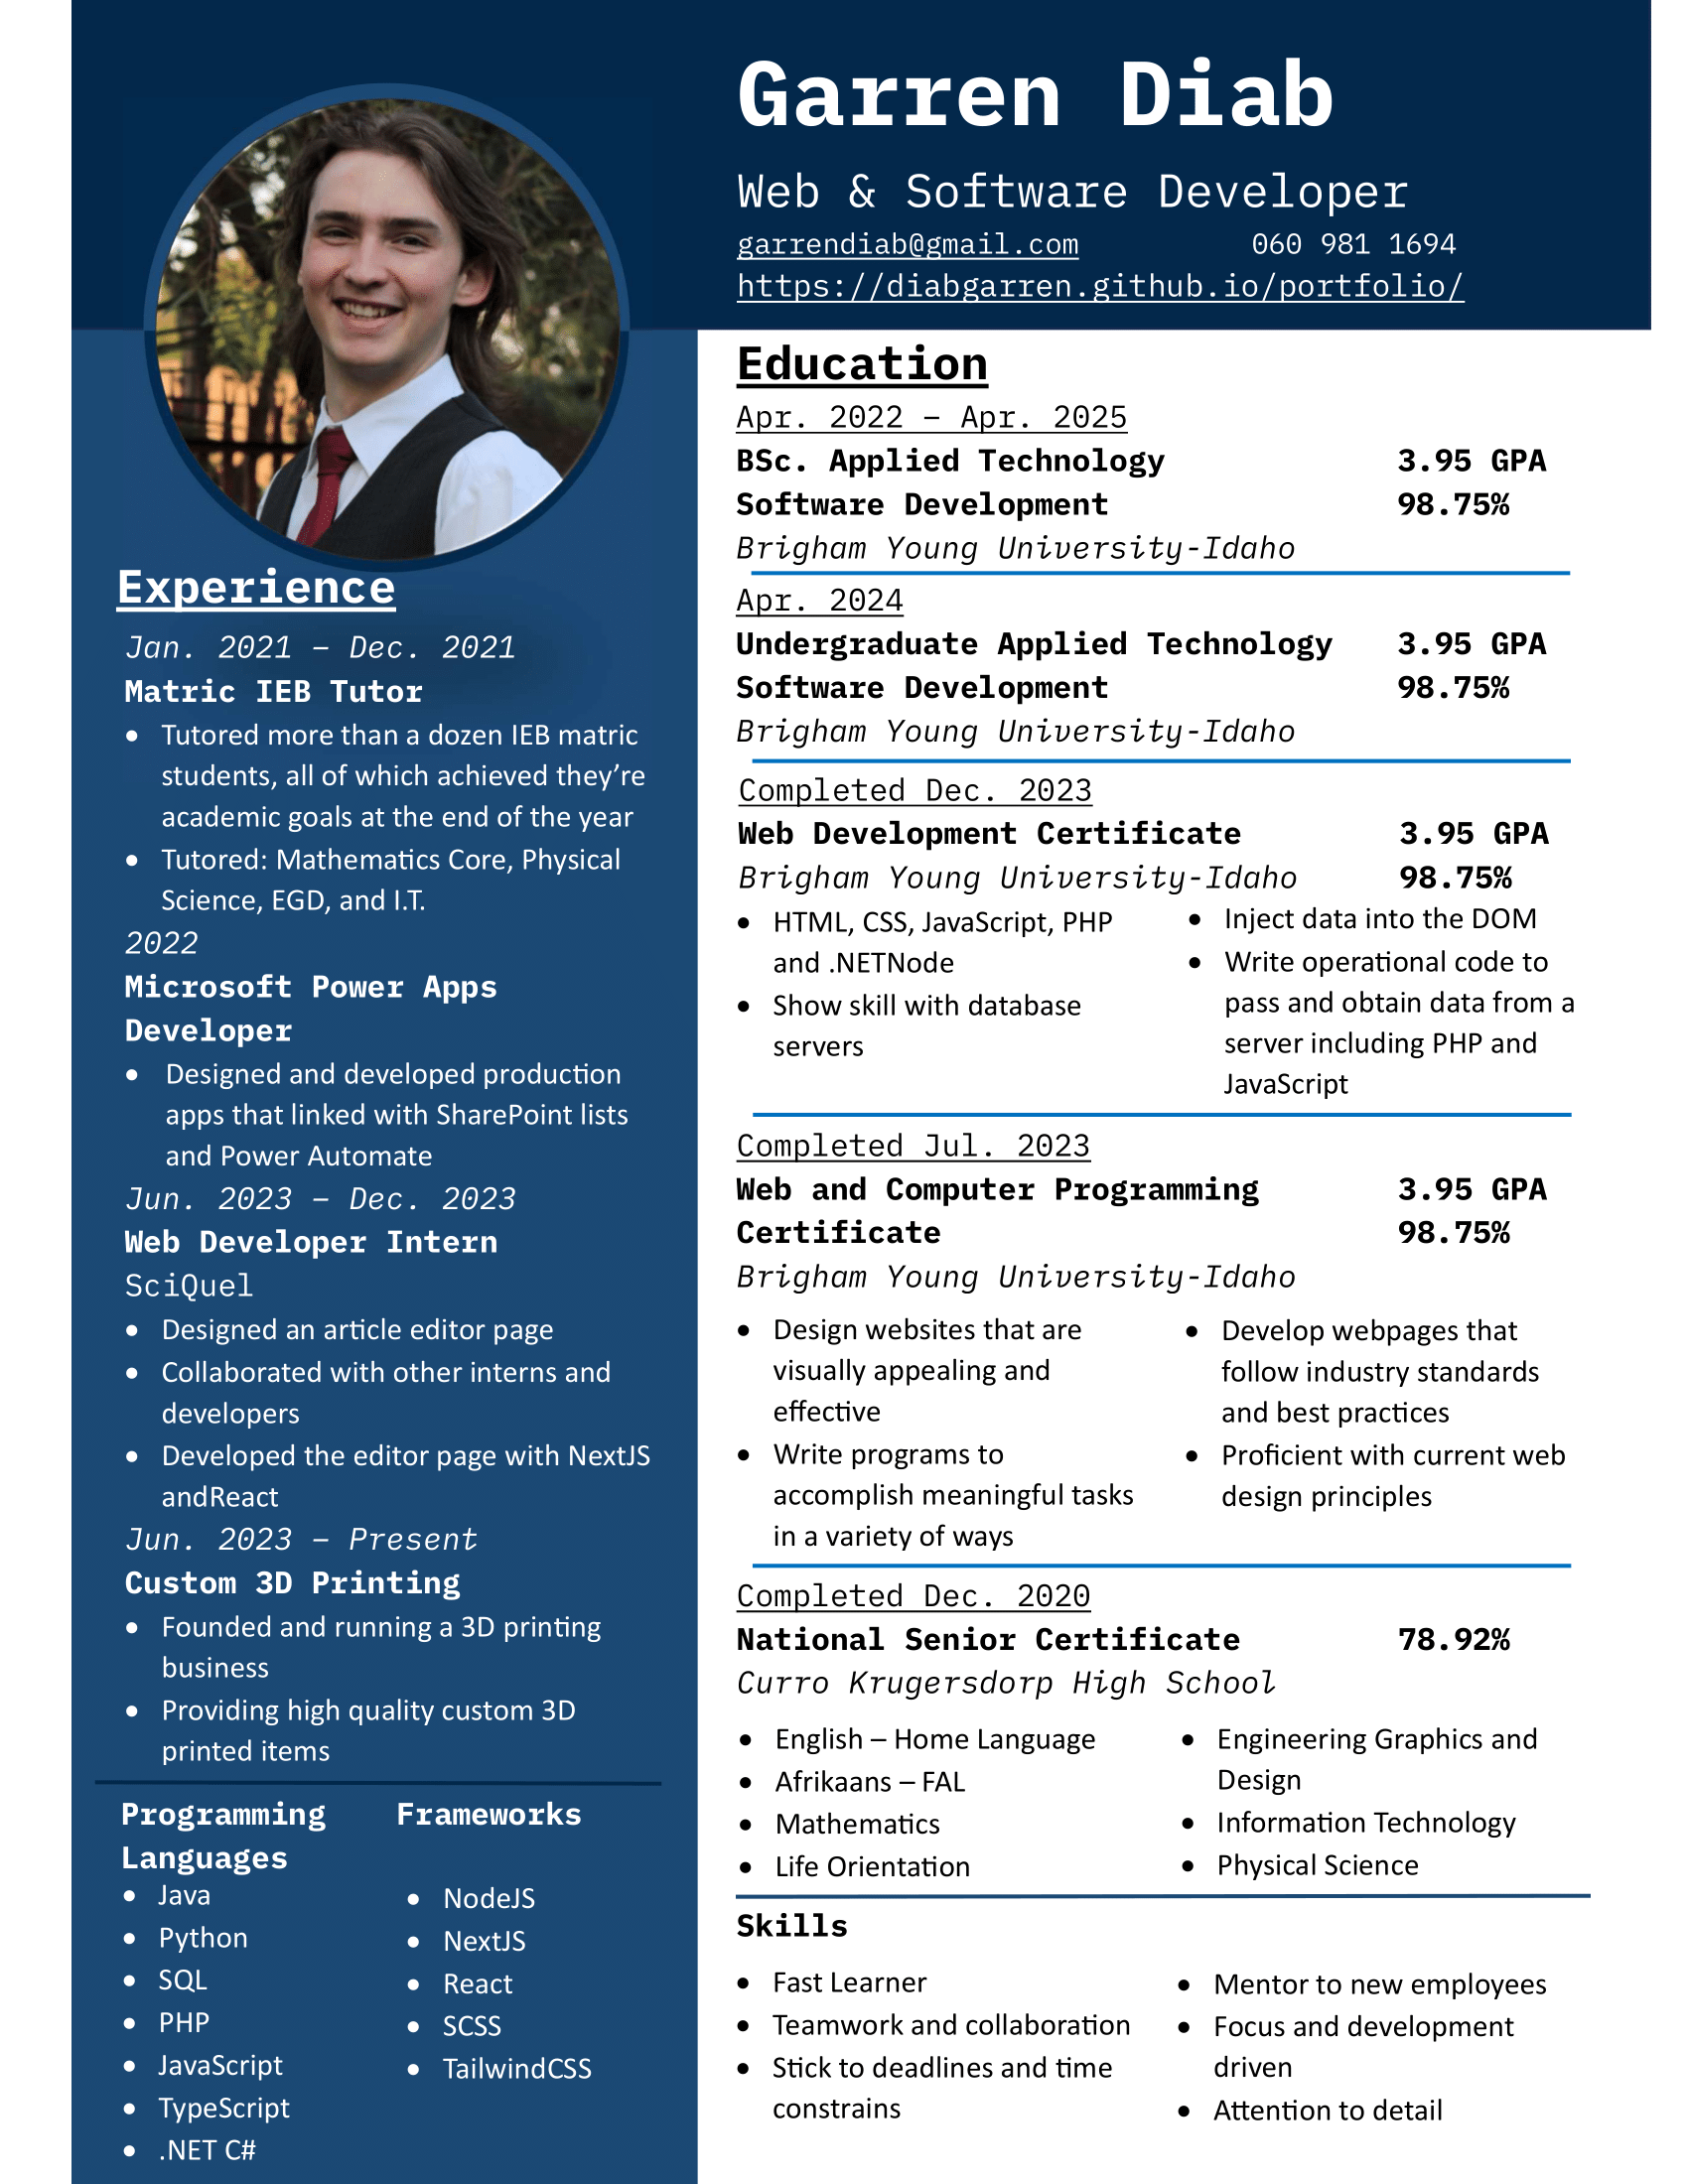 Garren Diab
Web & Software Developer
garrendiab@gmail.com 060 981 1694
https://diabgarren.github.io/portfolio/
Experience
Jan. 2021 – Dec. 2021
Matric IEB Tutor
• Tutored more than a dozen IEB matric
students, all of which achieved they’re
academic goals at the end of the year
• Tutored: Mathematics Core, Physical
Science, EGD, and I.T.
2022
Microsoft Power Apps
Developer
• Designed and developed production
apps that linked with SharePoint lists
and Power Automate
Jun. 2023 – Dec. 2023
Web Developer Intern
SciQuel
• Designed an article editor page
• Collaborated with other interns and
developers
• Developed the editor page with NextJS
andReact
Jun. 2023 – Present
Custom 3D Printing
• Founded and running a 3D printing
business
• Providing high quality custom 3D
printed items
Programming
Languages
• Java
• Python
• SQL
• PHP
• JavaScript
• TypeScript
• .NET C#
Frameworks
• NodeJS
• NextJS
• React
• SCSS
• TailwindCSS
Education
Apr. 2022 – Apr. 2025
BSc. Applied Technology 3.95 GPA
Software Development 98.75%
Brigham Young University-Idaho
Apr. 2024
Undergraduate Applied Technology 3.95 GPA
Software Development 98.75%
Brigham Young University-Idaho
Completed Dec. 2023
Web Development Certificate 3.95 GPA
Brigham Young University-Idaho 98.75%
• HTML, CSS, JavaScript, PHP
and .NETNode
• Show skill with database
servers
• Inject data into the DOM
• Write operational code to
pass and obtain data from a
server including PHP and
JavaScript
Completed Jul. 2023
Web and Computer Programming 3.95 GPA
Certificate 98.75%
Brigham Young University-Idaho
• Design websites that are
visually appealing and
effective
• Write programs to
accomplish meaningful tasks
in a variety of ways
• Develop webpages that
follow industry standards
and best practices
• Proficient with current web
design principles
Completed Dec. 2020
National Senior Certificate 78.92%
Curro Krugersdorp High School
• English – Home Language
• Afrikaans – FAL
• Mathematics
• Life Orientation
• Engineering Graphics and
Design
• Information Technology
• Physical Science
Skills
• Fast Learner
• Teamwork and collaboration
• Stick to deadlines and time
constrains
• Mentor to new employees
• Focus and development
driven
• Attention to detail